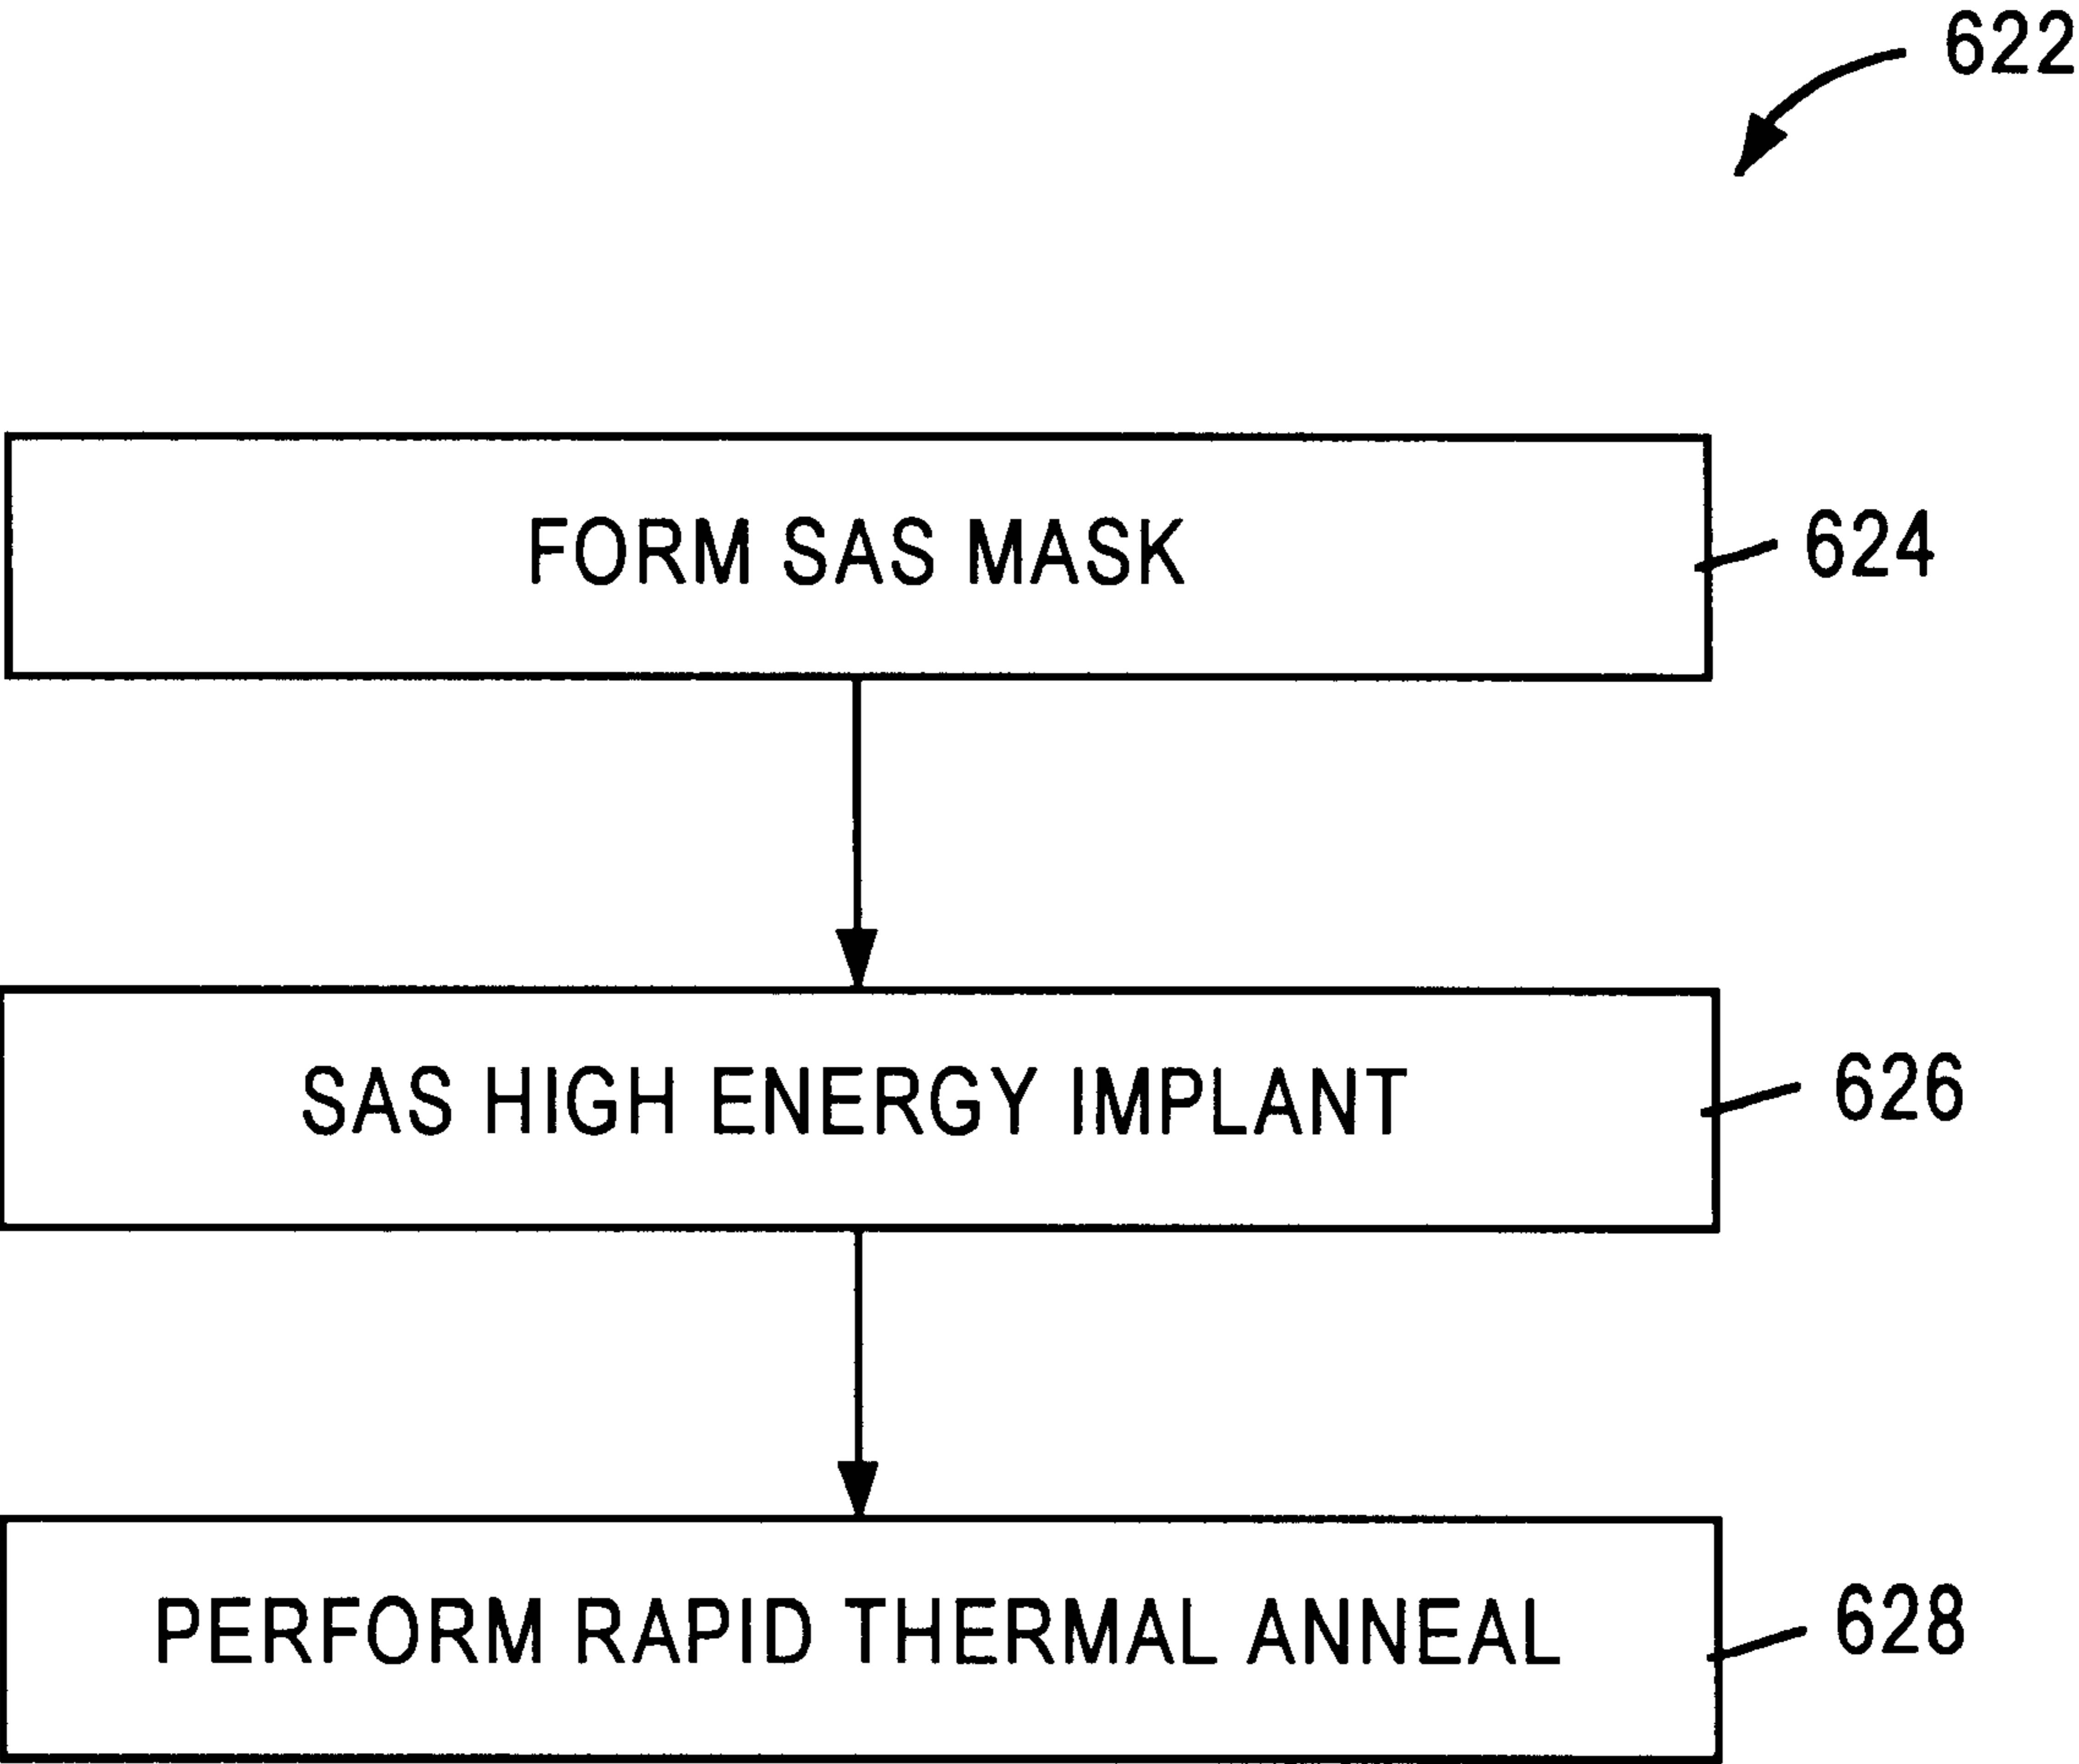 622
FORM SAS MASK
624
SAS HIGH ENERGY IMPLANT
626
PERFORM RAPID THERMAL ANNEAL
628